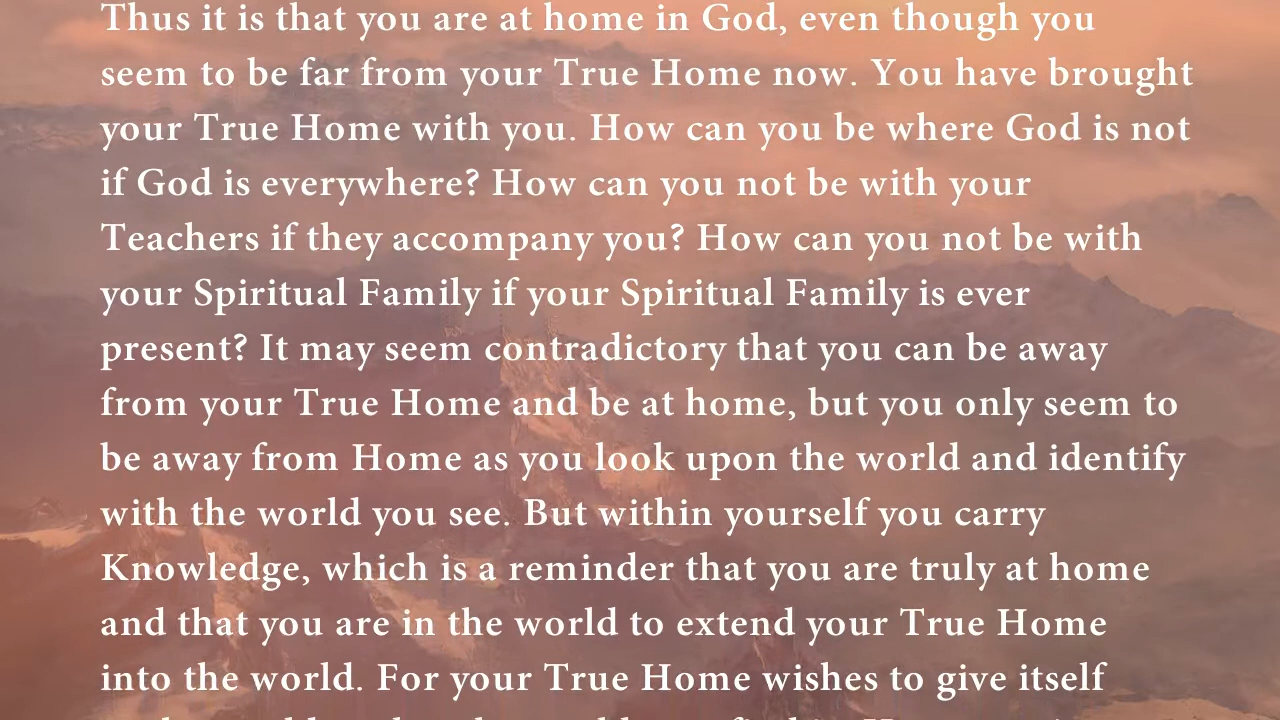 Thus it is that you are at home in God, even though you
seem to be far from your True Home now. You have brought
your True Home with you. How can you be where God is not
if God is everywhere? How can you not be with your
Teachers if they accompany you? How can you not be with
your Spiritual Family if your Spiritual Family is ever
present? It may seem contradictory that you can be away
from your True Home and be at home, but you only seem to
be away from Home as you look upon the world and identify
with the world you see. But within yourself you carry
Knowledge, which is a reminder that you are truly at home
and that you are in the world to extend your True Home
into the world. For your True Home wishes to give itself